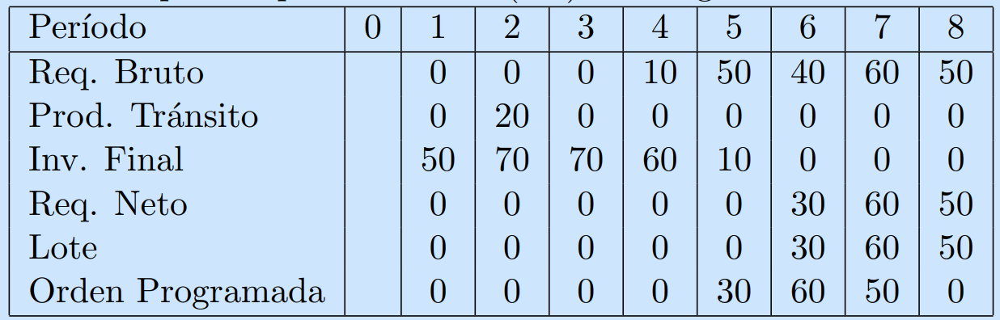 Período 0 1 2 3 4 5 6 7 8
Req. Bruto 0 0 0 10 50 40 60 50
Prod. Tránsito 0 20 0 0 0 0 0 0
Inv. Final 50 70 70 60 10 0 0 0
Req. Neto 0 0 0 0 0 30 60 50
Lote 0 0 0 0 0 30 60 50
Orden Programada 0 0 0 0 30 60 50 0